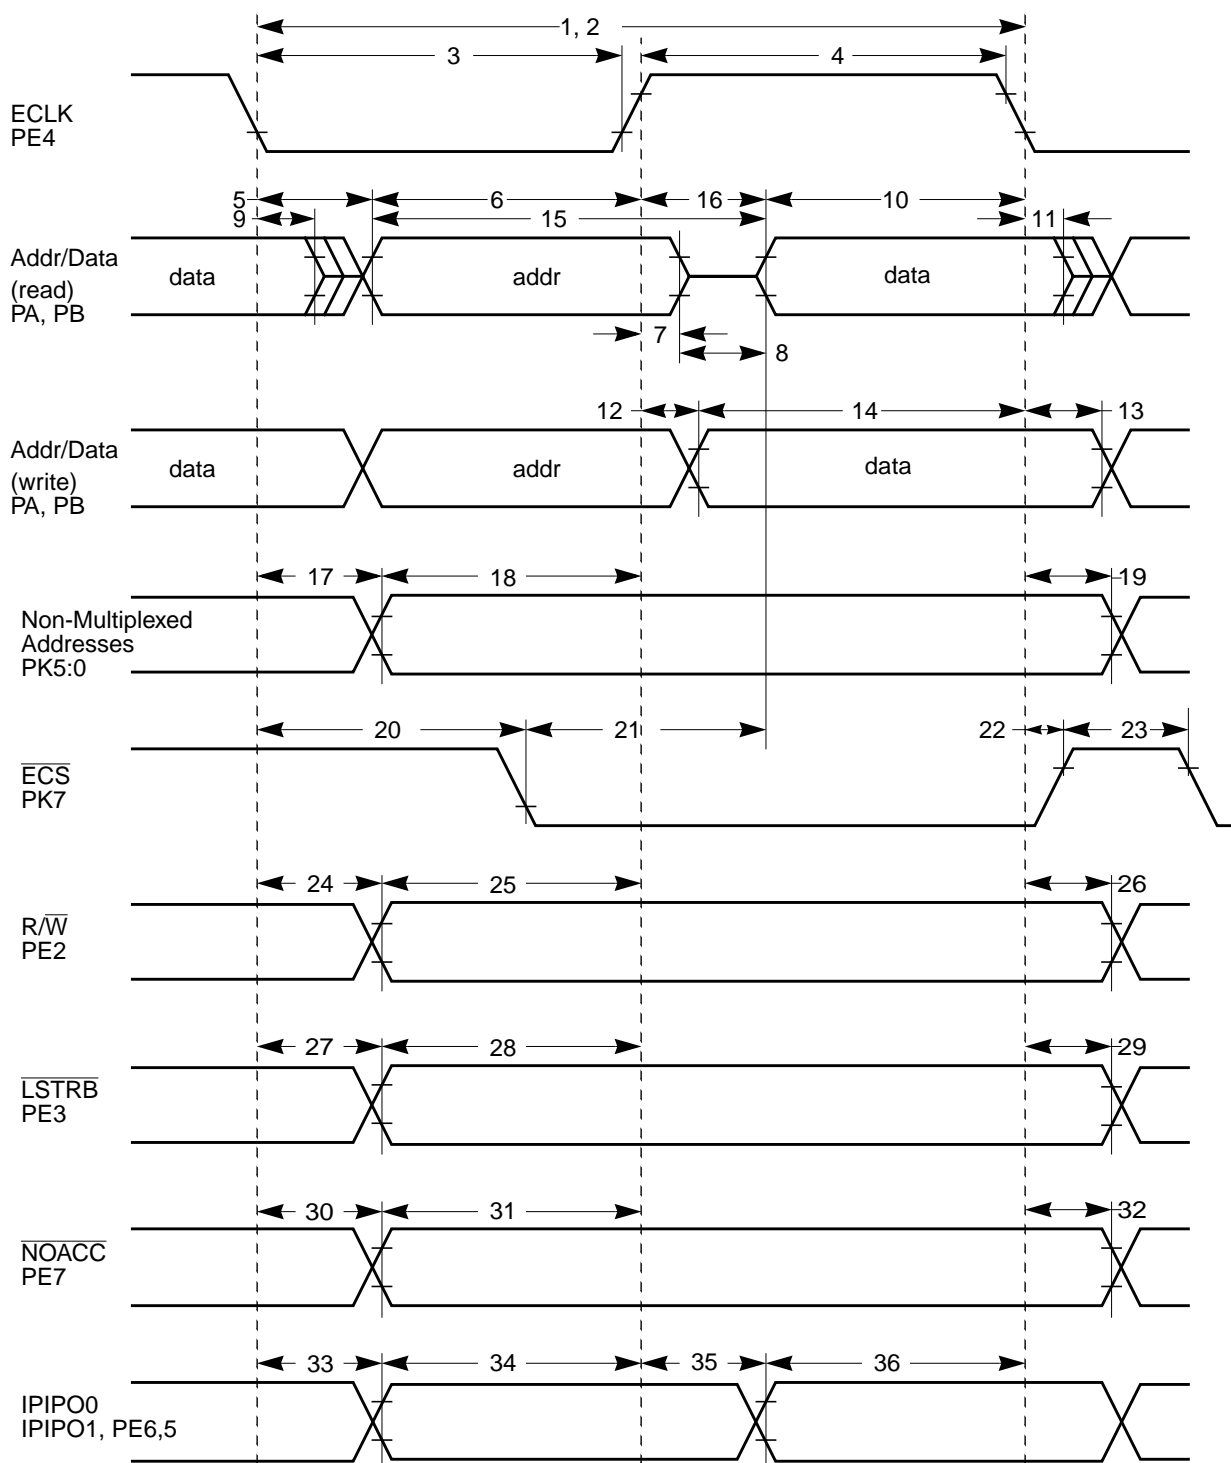 1, 2
3
4
ECLK
PE4
5
6
16
10
9
15
11
Addr/Data
(read)
PA, PB
data
addr
data
7
8
12
14
13
Addr/Data
(write)
PA, PB
data
addr
data
17
18
19
Non-Multiplexed
Addresses
PK5:0
20
21
22
23
ECS
PK7
24
25
26
R/W
PE2
27
28
29
LSTRB
PE3
30
31
32
NOACC
PE7
33
34
35
36
IPIPO0
IPIPO1, PE6,5